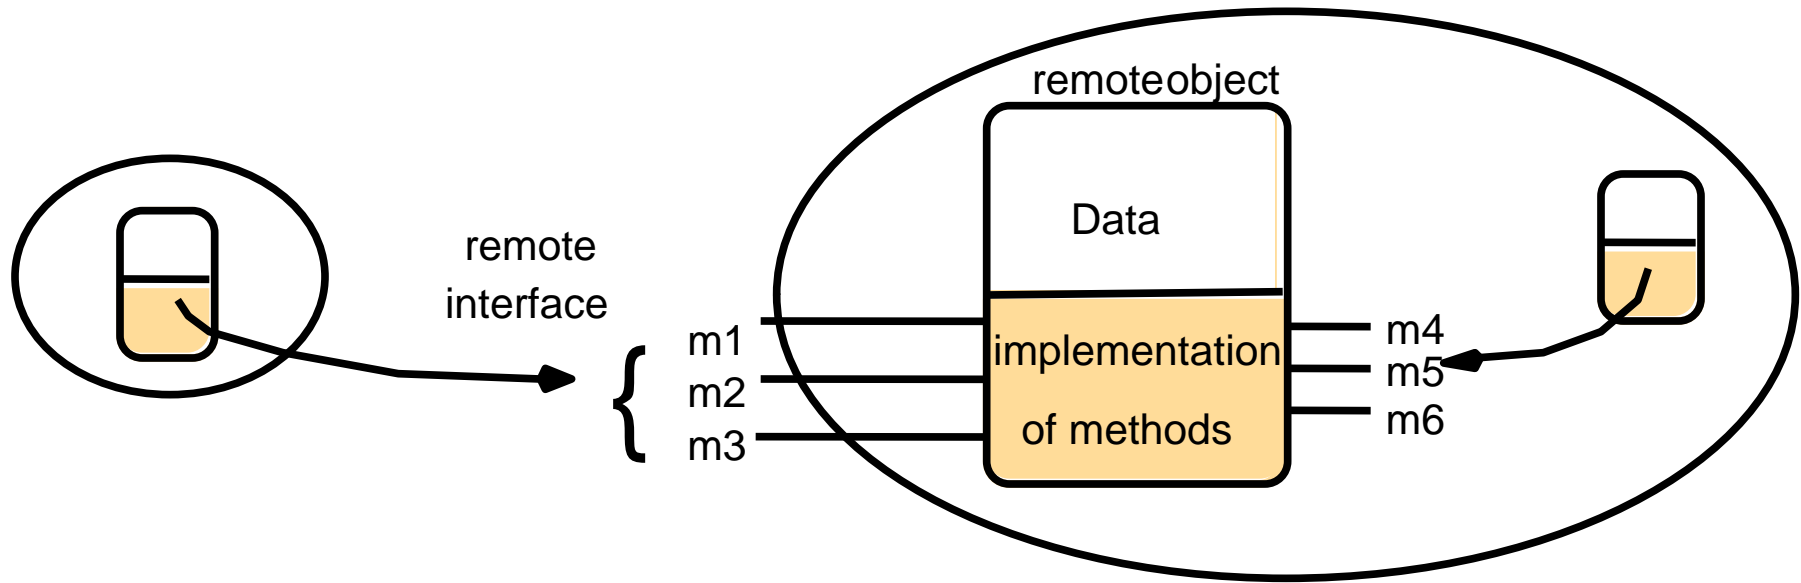 remoteobject
Data
remote
interface
{
m1
m2
m3
implementation
of methods
m4
m5
m6